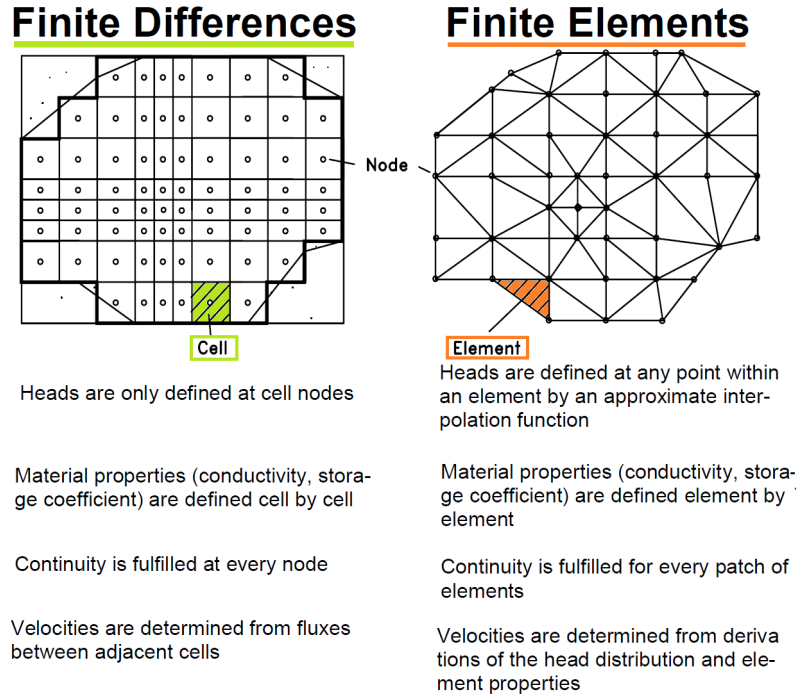 Finite Differences
Finite Elements
Node
Cell
Element
Heads are only defined at cell nodes
Heads are defined at any point within
an element by an approximate inter-
polation function
Material properties (conductivity, stora-
ge coefficient) are defined cell by cell
Material properties (conductivity, stora-
ge coefficient) are defined element by
element
Continuity is fulfilled at every node
Continuity is fulfilled for every patch of
elements
Velocities are determined from fluxes
between adjacent cells
Velocities are determined from deriva
tions of the head distribution and ele-
ment properties